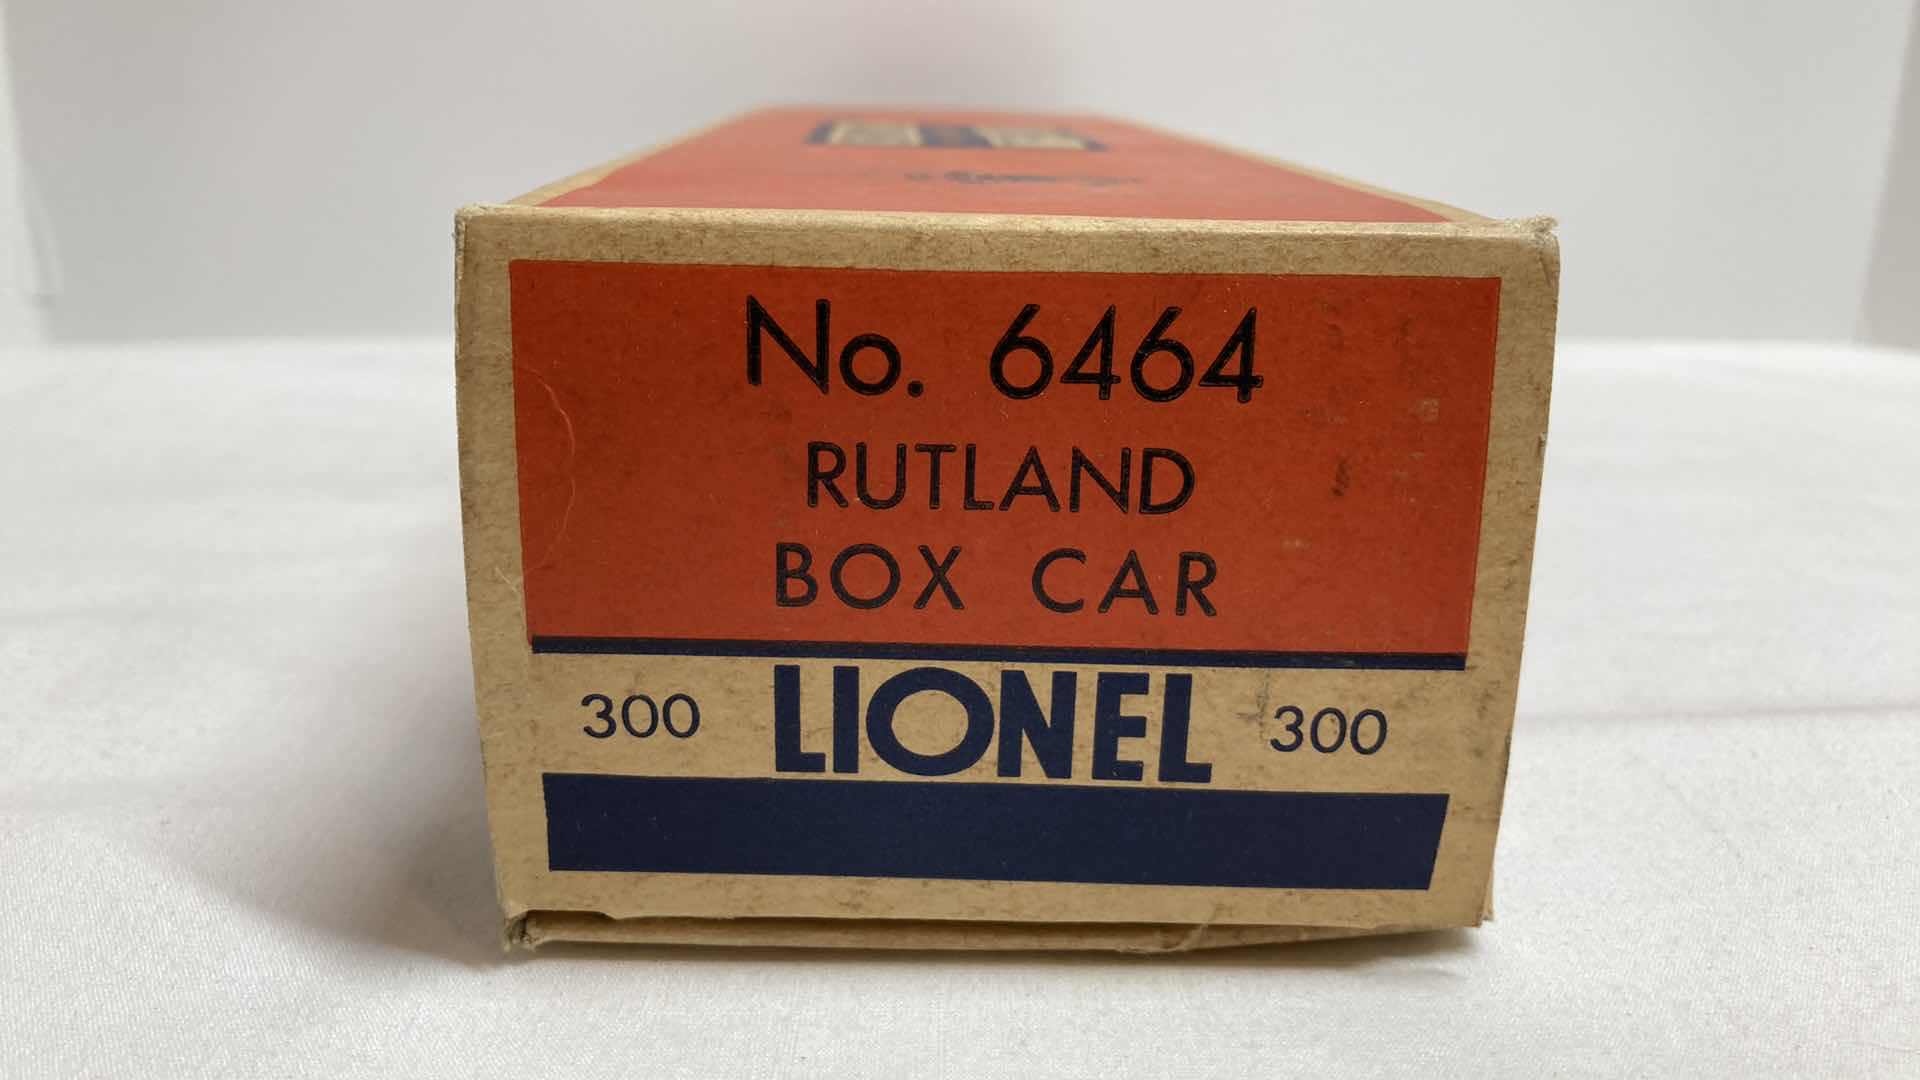 No. 6464
RUTLAND
BOX CAR
300 LIONEL 300